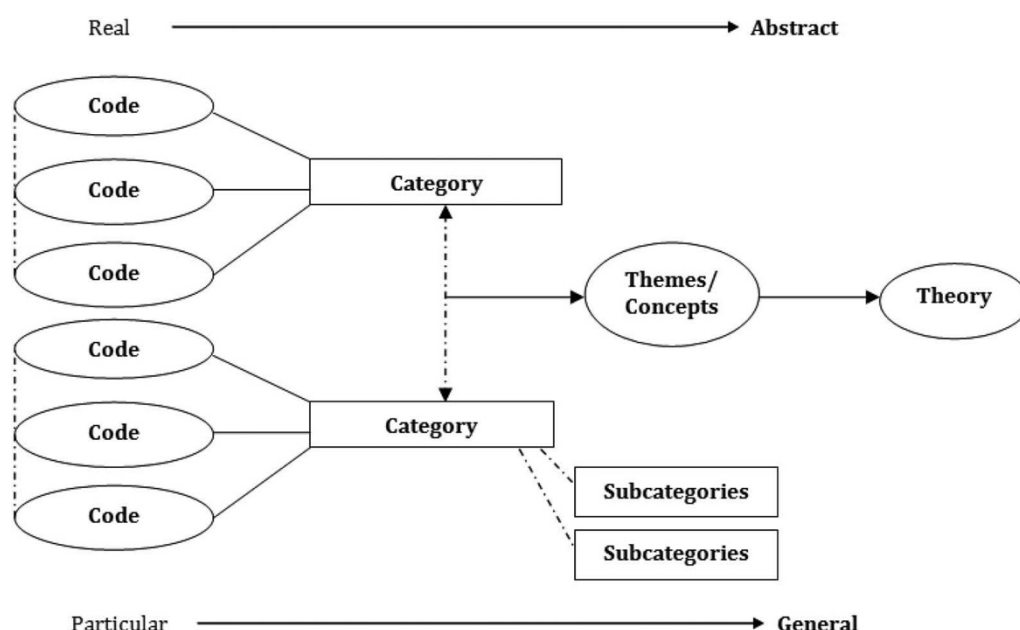 Real
Abstract
Code
Code
Category
Code
Themes/
Concepts
Theory
Code
Code
Category
Code
Subcategories
Subcategories
Particular
General